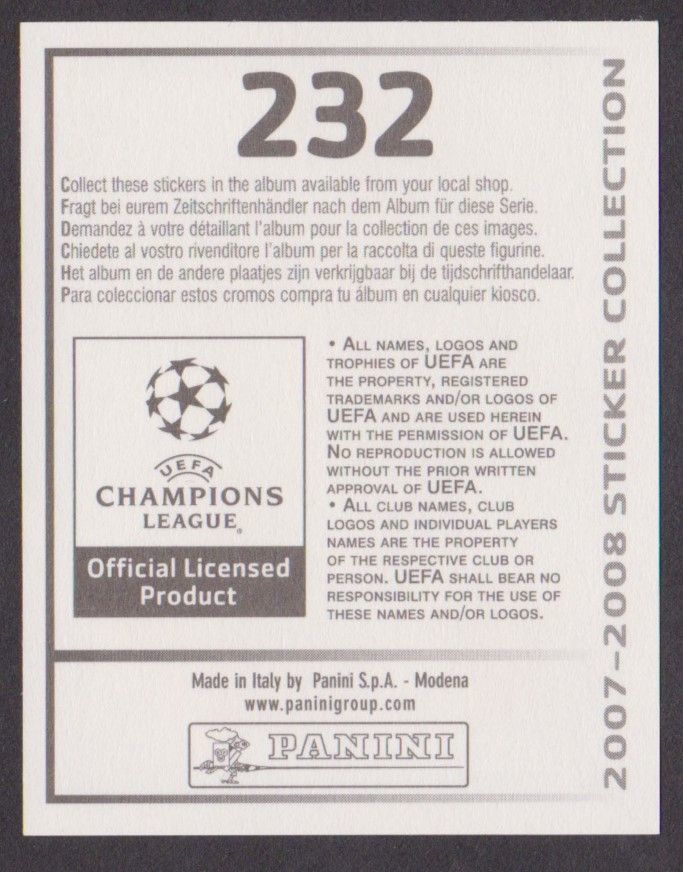 232
Collect these stickers in the album available from your local shop.
Fragt bei eurem Zeitschriftenhändler nach dem Album für diese Serie.
Demandez à votre détaillant l'album pour la collection de ces images.
Chiedete al vostro rivenditore l'album per la raccolta di queste figurine.
Het album en de andere plaatjes zijn verkrijgbaar bij de tijdschrifthandelaar.
Para coleccionar estos cromos compra tu álbum en cualquier kiosco.
UEFA
CHAMPIONS
LEAGUE®
Official Licensed
Product
• ALL NAMES, LOGOS AND
TROPHIES OF UEFA ARE
THE PROPERTY, REGISTERED
TRADEMARKS AND/OR LOGOS OF
UEFA AND ARE USED HEREIN
WITH THE PERMISSION OF UEFA.
NO REPRODUCTION IS ALLOWED
WITHOUT THE PRIOR WRITTEN
APPROVAL OF UEFA.
• ALL CLUB NAMES, CLUB
LOGOS AND INDIVIDUAL PLAYERS
NAMES ARE THE PROPERTY
OF THE RESPECTIVE CLUB OR
PERSON. UEFA SHALL BEAR NO
RESPONSIBILITY FOR THE USE OF
THESE NAMES AND/OR LOGOS.
Made in Italy by Panini S.p.A. - Modena
www.paninigroup.com
PANINI
2007-2008 STICKER COLLECTION